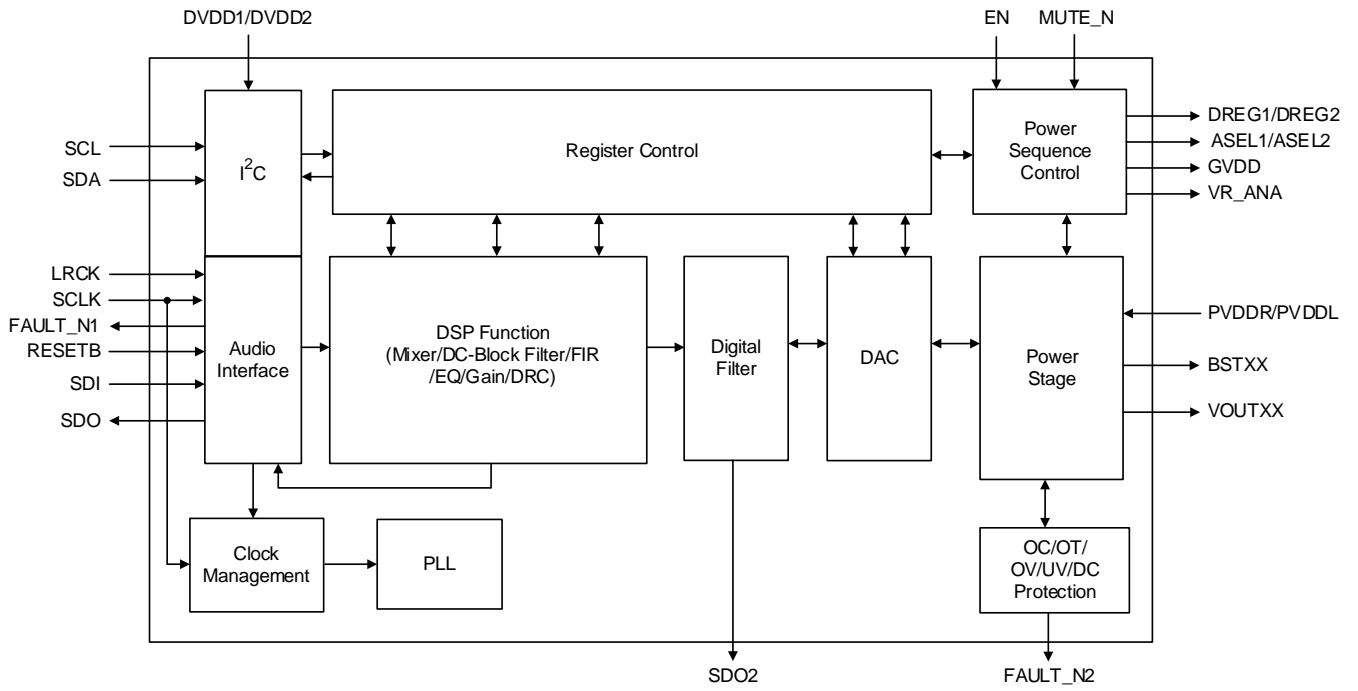 DVDD1/DVDD2
EN
MUTE_N
SCL
SDA
I2C
Register Control
Power
Sequence
Control
DREG1/DREG2
ASEL1/ASEL2
GVDD
VR_ANA
LRCK
SCLK
FAULT_N1
RESETB
SDI
SDO
Audio
Interface
DSP Function
(Mixer/DC-Block Filter/FIR
/EQ/Gain/DRC)
Digital
Filter
DAC
Power
Stage
PVDDR/PVDDL
BSTXX
VOUTXX
Clock
Management
PLL
OC/OT/
OV/UV/DC
Protection
SDO2
FAULT_N2